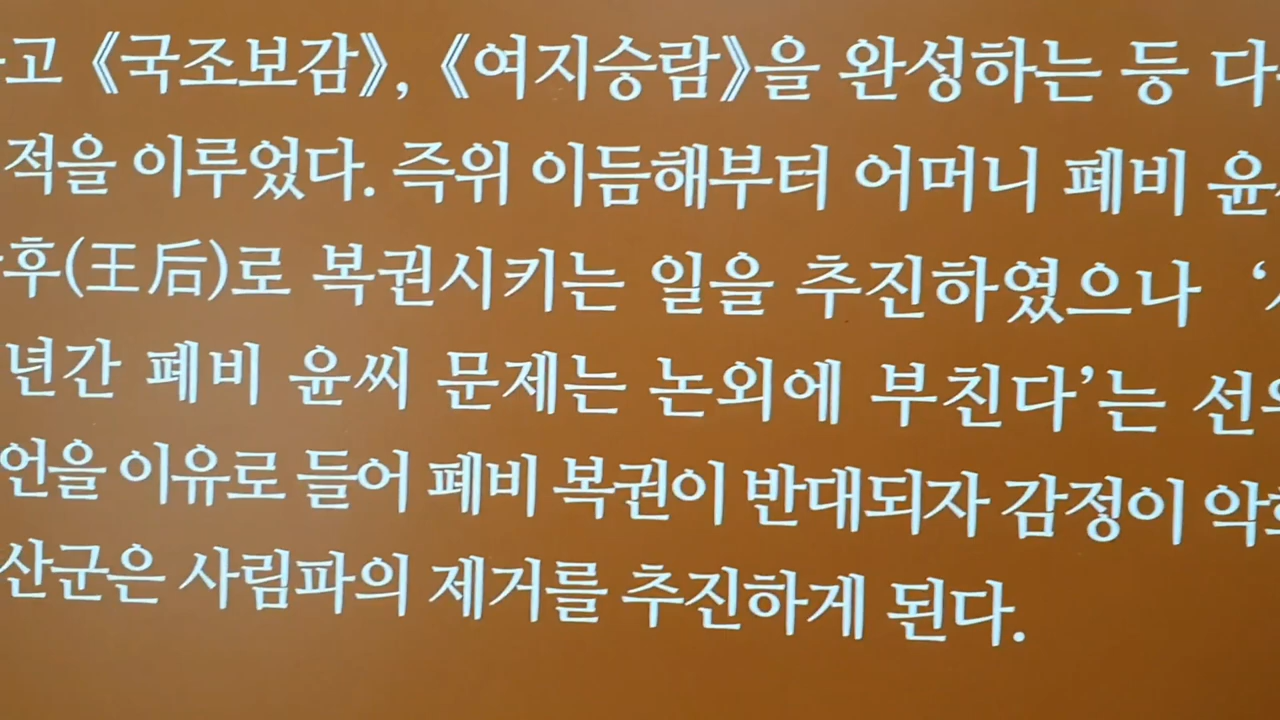 고 《국조보감》, 《여지승람》을 완성하는 등 다
적을 이루었다. 즉위 이듬해부터 어머니 폐비 윤
후(王后)로 복권시키는 일을 추진하였으나 ‘
년간 폐비 윤씨 문제는 논외에 부친다’는 선
언을 이유로 들어 폐비 복권이 반대되자 감정이 악
산군은 사림파의 제거를 추진하게 된다.